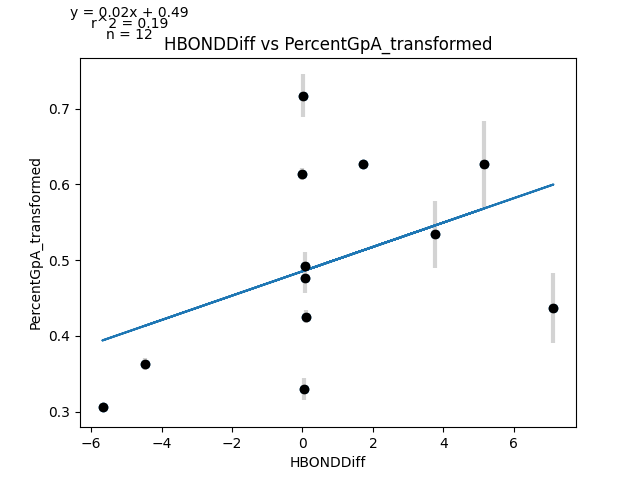 y = 0.02x + 0.49
r^2 = 0.19
n = 12
HBONDDiff vs PercentGpA_transformed
PercentGpA_transformed
0.7
0.6
0.5
0.4
0.3
−6
−4
−2
0
2
4
6
HBONDDiff